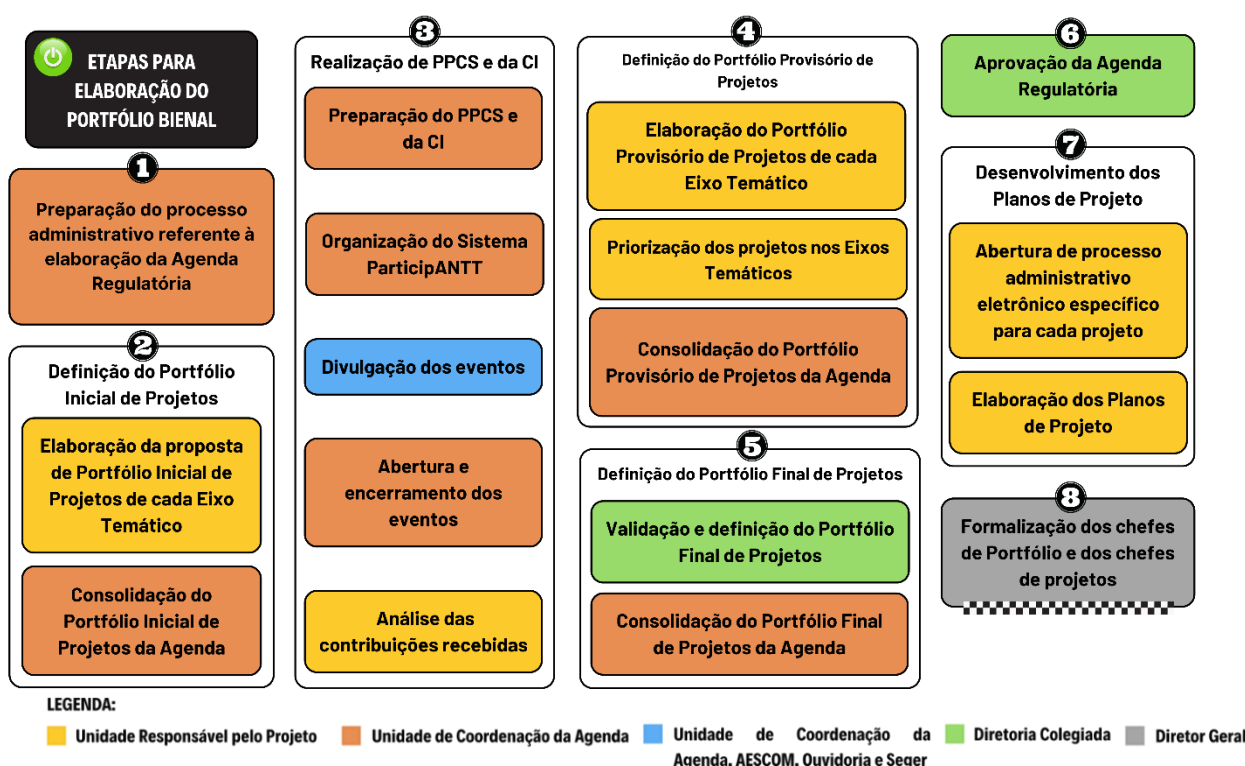 ETAPAS PARA
ELABORAÇÃO DO
PORTFÓLIO BIENAL
1
Preparação do processo
administrativo referente à
elaboração da Agenda
Regulatória
2
Definição do Portfólio
Inicial de Projetos
Elaboração da proposta
de Portfólio Inicial de
Projetos de cada Eixo
Temático
Consolidação do
Portfólio Inicial de
Projetos da Agenda
3
Realização de PPCS e da CI
Preparação do PPCS e
da CI
Organização do Sistema
ParticipANTT
Divulgação dos eventos
Abertura e
encerramento dos
eventos
Análise das
contribuições recebidas
4
Definição do Portfólio Provisório de
Projetos
Elaboração do Portfólio
Provisório de Projetos de cada
Eixo Temático
Priorização dos projetos nos Eixos
Temáticos
Consolidação do Portfólio
Provisório de Projetos da Agenda
5
Definição do Portfólio Final de Projetos
Validação e definição do Portfólio
Final de Projetos
Consolidação do Portfólio Final
de Projetos da Agenda
6
Aprovação da Agenda
Regulatória
7
Desenvolvimento dos
Planos de Projeto
Abertura de processo
administrativo
eletrônico específico
para cada projeto
Elaboração dos Planos
de Projeto
8
Formalização dos chefes
de Portfólio e dos chefes
de projetos
LEGENDA:
Unidade Responsável pelo Projeto
Unidade de Coordenação da Agenda
Unidade de Coordenação da
Agenda, AESCOM, Ouvidoria e Seger
Diretoria Colegiada
Diretor Geral